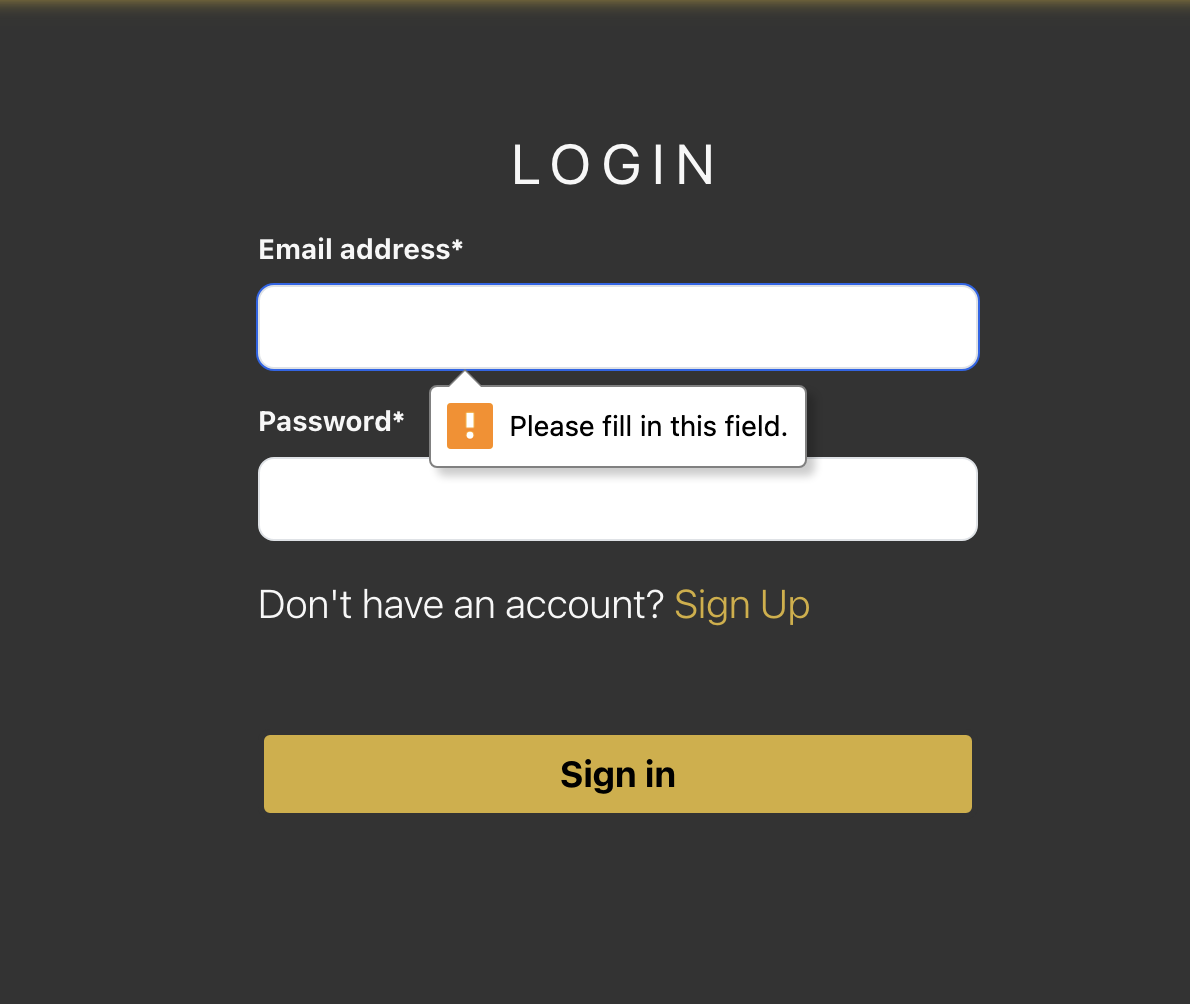 LOGIN
Email address*
Please fill in this field.
Password*
Don't have an account? Sign Up
Sign in